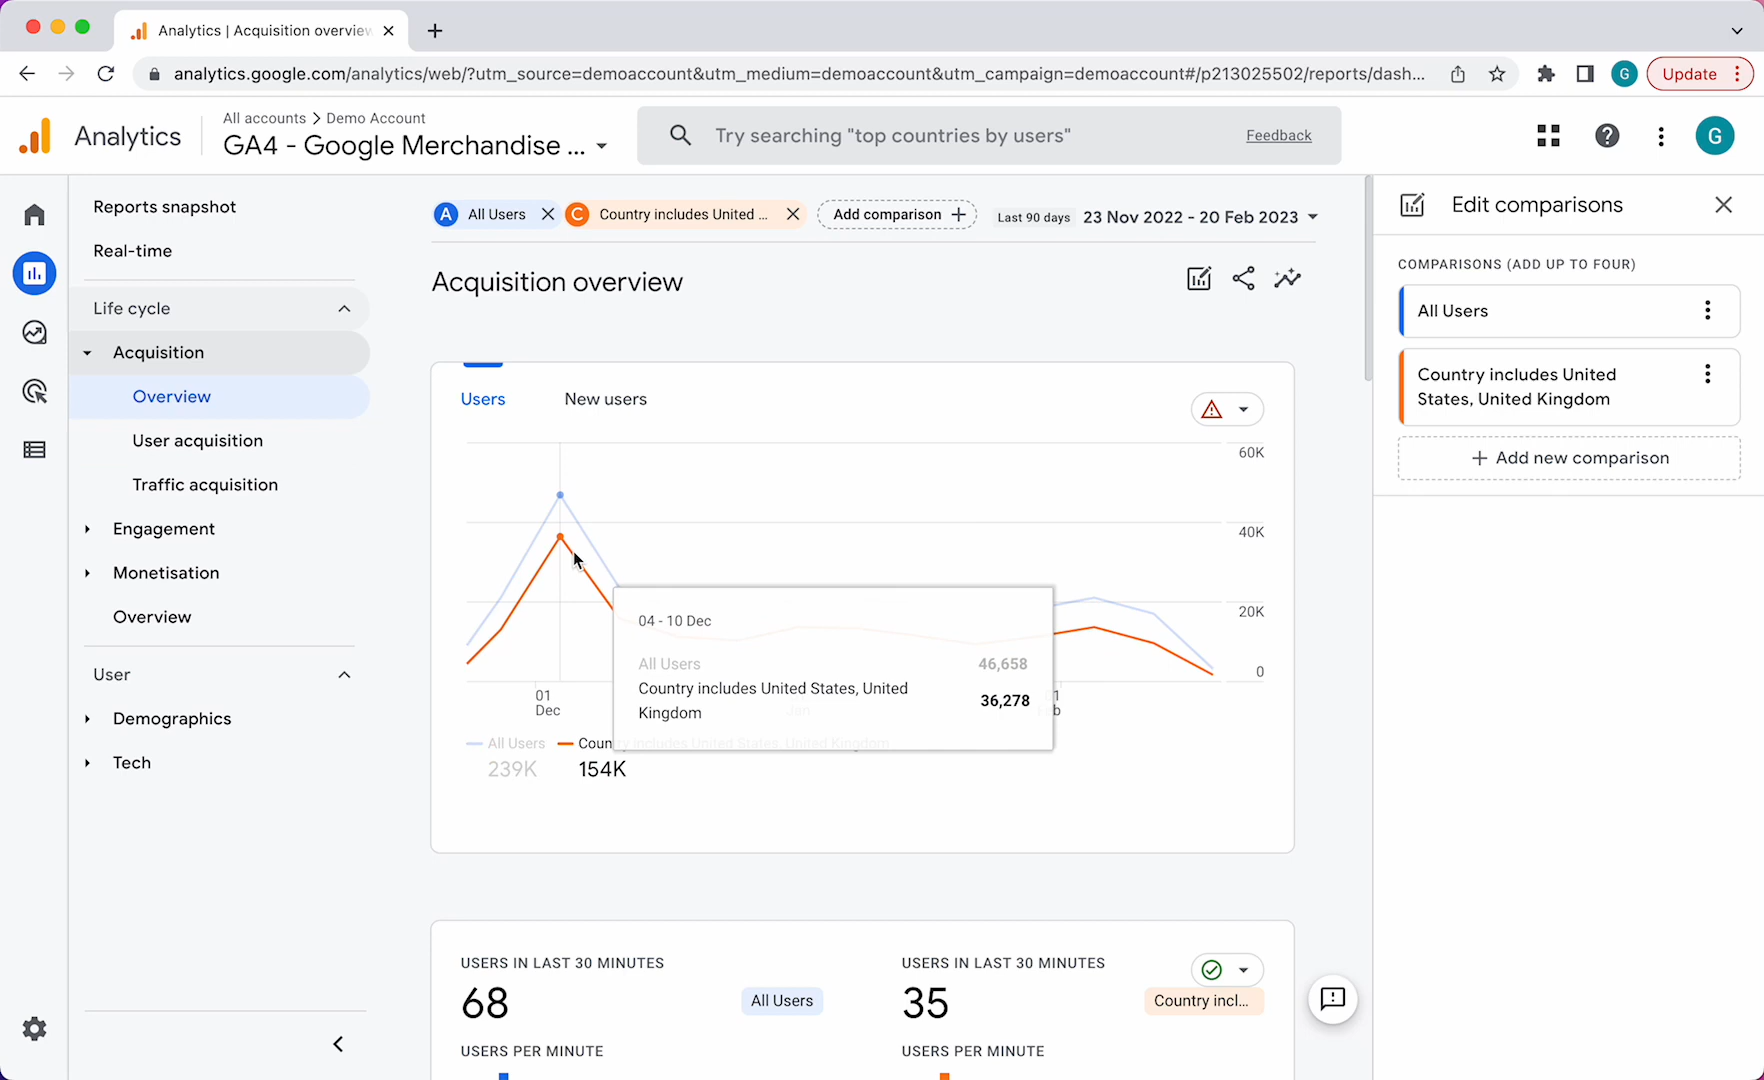 Analytics | Acquisition overview
analytics.google.com/analytics/web/?utm_source=demoaccount&utm_medium=demoaccount&utm_campaign=demoaccount#/p213025502/reports/dash...
G
Update
Analytics
All accounts > Demo Account
GA4 - Google Merchandise ...
Try searching "top countries by users"
Feedback
G
Reports snapshot
Real-time
Life cycle
Acquisition
Overview
User acquisition
Traffic acquisition
Engagement
Monetisation
Overview
User
Demographics
Tech
A All Users
C Country includes United ...
Add comparison +
Last 90 days 23 Nov 2022 - 20 Feb 2023
Acquisition overview
Users
New users
60K
40K
20K
0
01
Dec
Jan
04 - 10 Dec
All Users 46,658
Country includes United States, United
Kingdom
36,278
All Users
239K
Country includes United States, United Kingdom
154K
USERS IN LAST 30 MINUTES
68
All Users
USERS PER MINUTE
USERS IN LAST 30 MINUTES
35
Country incl...
USERS PER MINUTE
Edit comparisons
COMPARISONS (ADD UP TO FOUR)
All Users
Country includes United
States, United Kingdom
+ Add new comparison